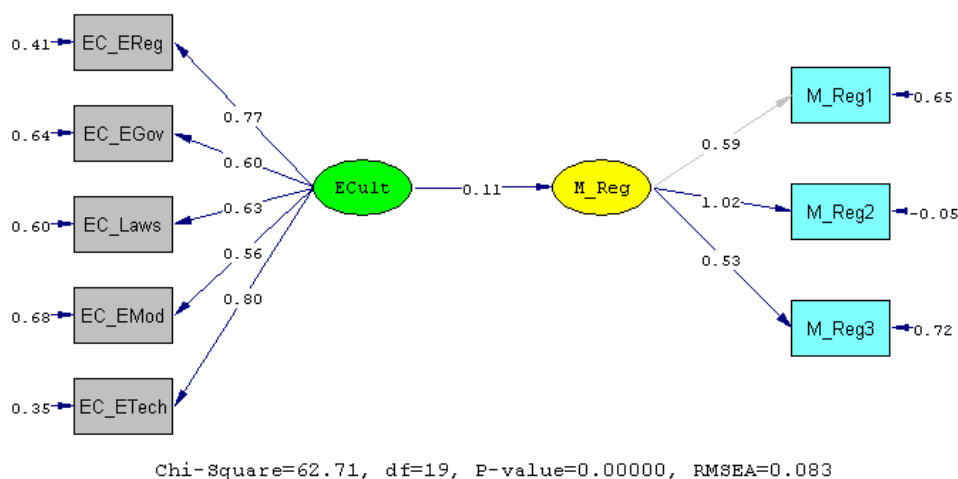 0.41 EC_EReg
0.77
0.64 EC_EGov
0.60
0.60 EC_Laws
0.63
0.68 EC_EMod
0.56
0.35 EC_ETech
0.80
ECult
0.11
M_Reg
0.59
M_Reg1 0.65
1.02
M_Reg2 -0.05
0.53
M_Reg3 0.72
Chi-Square=62.71, df=19, P-value=0.00000, RMSEA=0.083